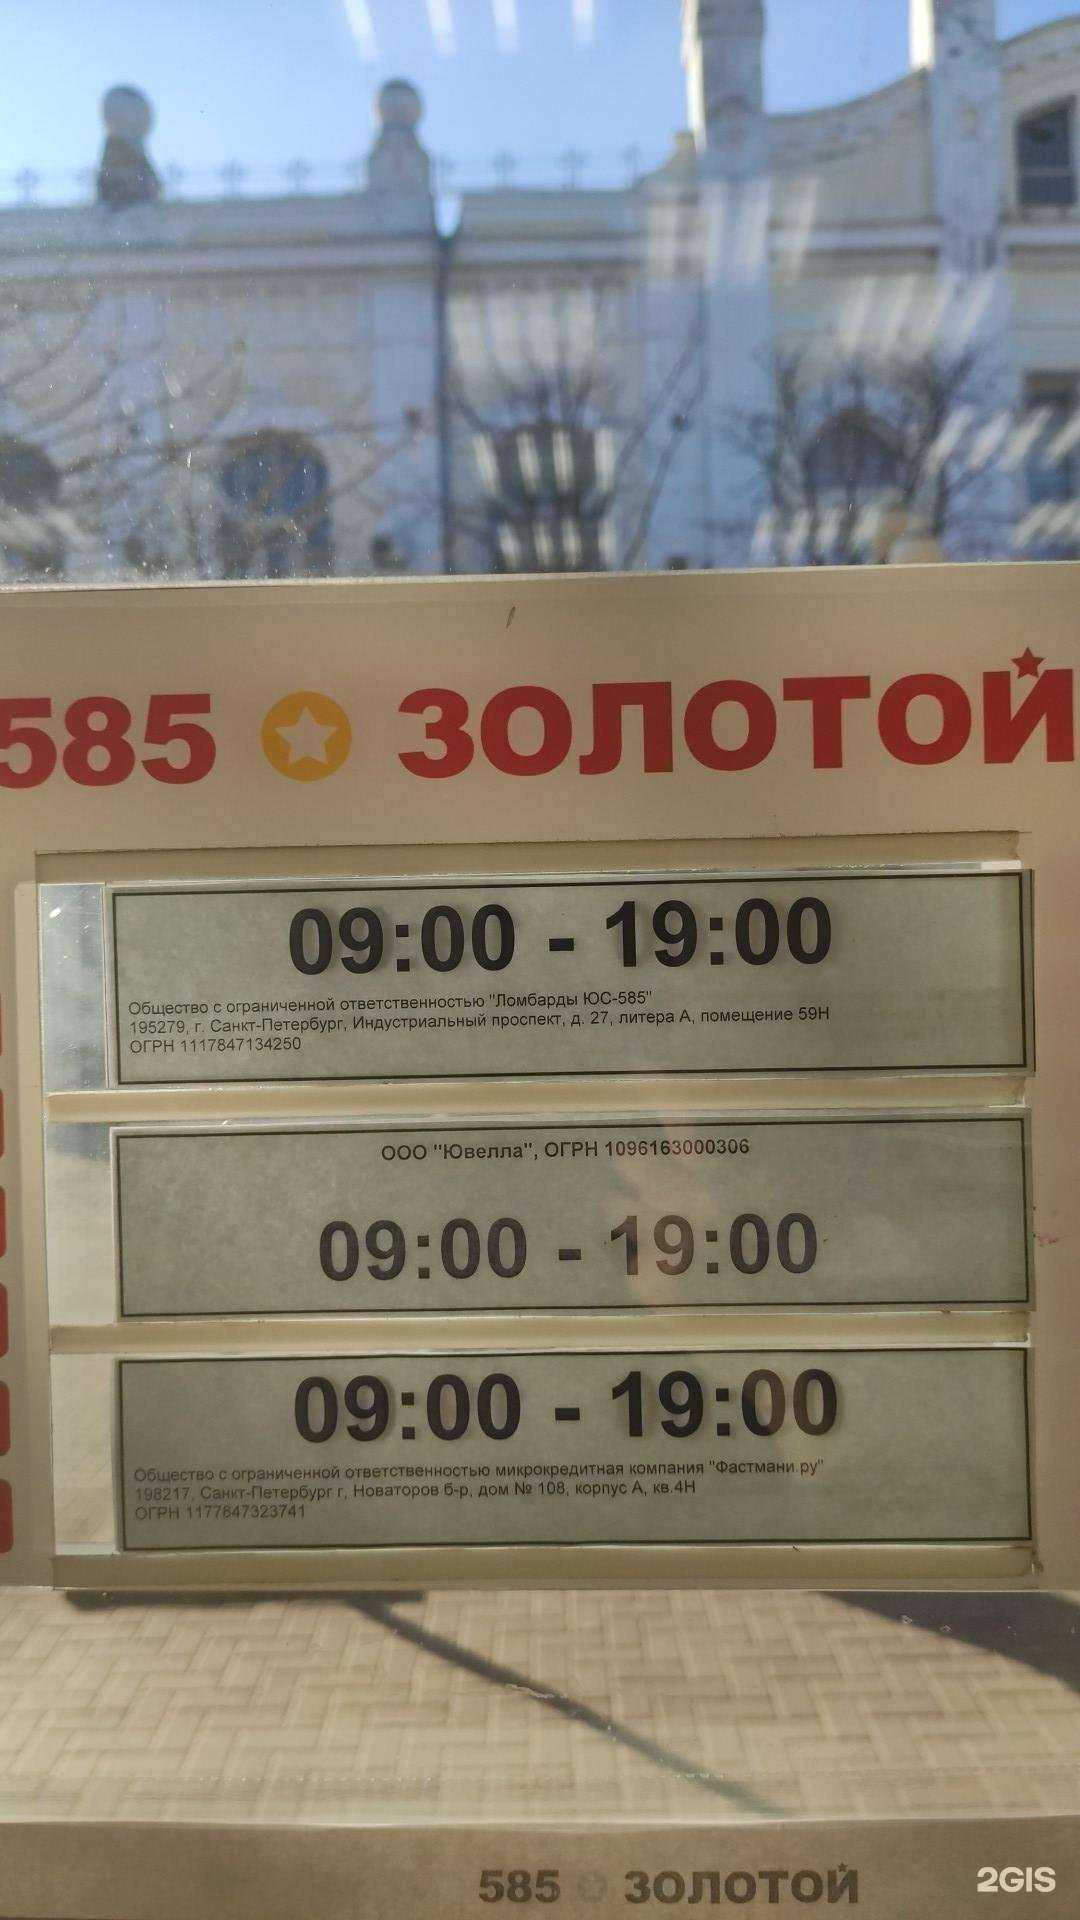 585 ЗОЛОТОЙ
09:00 - 19:00
Общество с ограниченной ответственностью "Ломбарды ЮС-585"
195279, г. Санкт-Петербург, Индустриальный проспект, д. 27, литера А, помещение 59Н
ОГРН 1117847134250
ООО "Ювелла", ОГРН 1096163000306
09:00 - 19:00
09:00 - 19:00
Общество с ограниченной ответственностью микрокредитная компания "Фастмани.ру"
198217, Санкт-Петербург г, Новаторов б-р, дом № 108, корпус А, кв.4Н
ОГРН 1177847323741
585 ЗОЛОТОЙ
2GIS